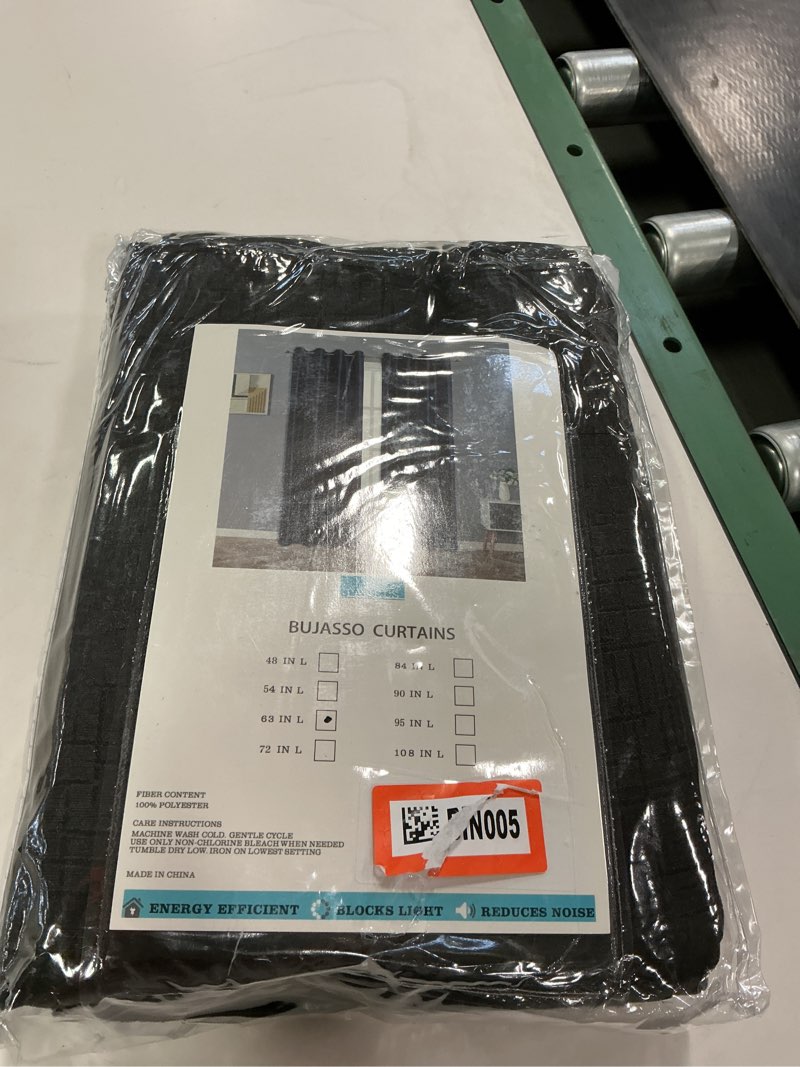 BUJASSO CURTAINS
48 IN L
84 IN L
54 IN L
90 IN L
63 IN L
95 IN L
72 IN L
108 IN L
FIBER CONTENT
100% POLYESTER
CARE INSTRUCTIONS
MACHINE WASH COLD. GENTLE CYCLE
USE ONLY NON-CHLORINE BLEACH WHEN NEEDED
TUMBLE DRY LOW. IRON ON LOWEST SETTING
MADE IN CHINA
BIN005
ENERGY EFFICIENT BLOCKS LIGHT REDUCES NOISE